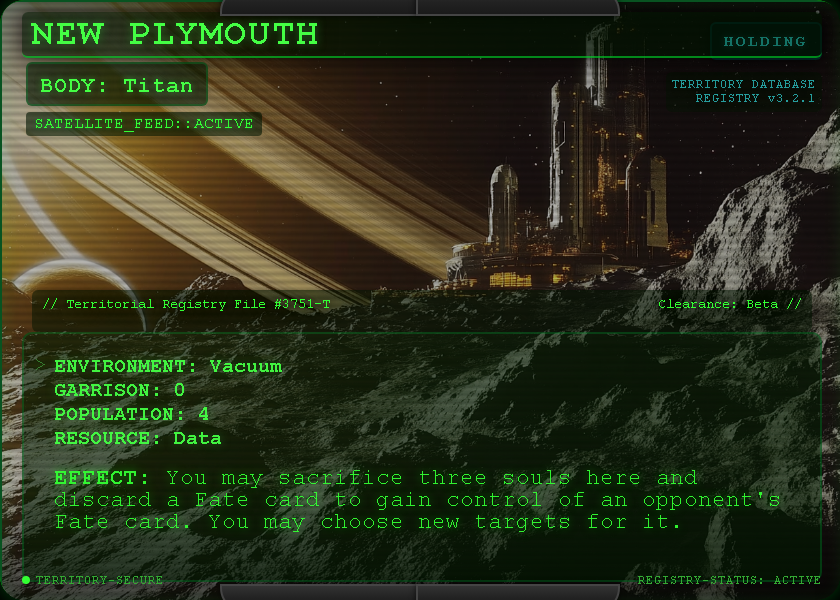 NEW PLYMOUTH
HOLDING
BODY: Titan
TERRITORY DATABASE
REGISTRY v3.2.1
SATELLITE_FEED::ACTIVE
// Territorial Registry File #3751-T
Clearance: Beta //
> ENVIRONMENT: Vacuum
GARRISON: 0
POPULATION: 4
RESOURCE: Data
EFFECT: You may sacrifice three souls here and
discard a Fate card to gain control of an opponent's
Fate card. You may choose new targets for it.
TERRITORY-SECURE
REGISTRY-STATUS: ACTIVE